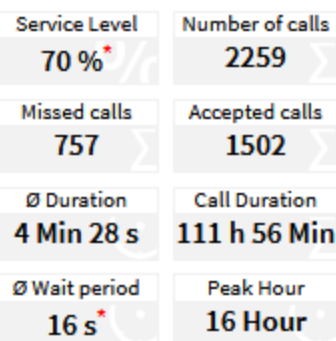 Service Level
70 %*
Number of calls
2259
Missed calls
757
Accepted calls
1502
Ø Duration
4 Min 28 s
Call Duration
111 h 56 Min
Ø Wait period
16 s*
Peak Hour
16 Hour